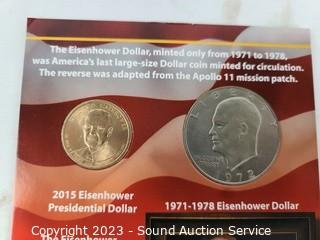 The Eisenhower Dollar, minted only from 1971 to 1978,
was America's last large-size Dollar coin minted for circulation.
The reverse was adapted from the Apollo 11 mission patch.
LIBERTY
1972
2015 Eisenhower
Presidential Dollar
1971-1978 Eisenhower Dollar
The Eisenhower
Copyright 2023 - Sound Auction Service